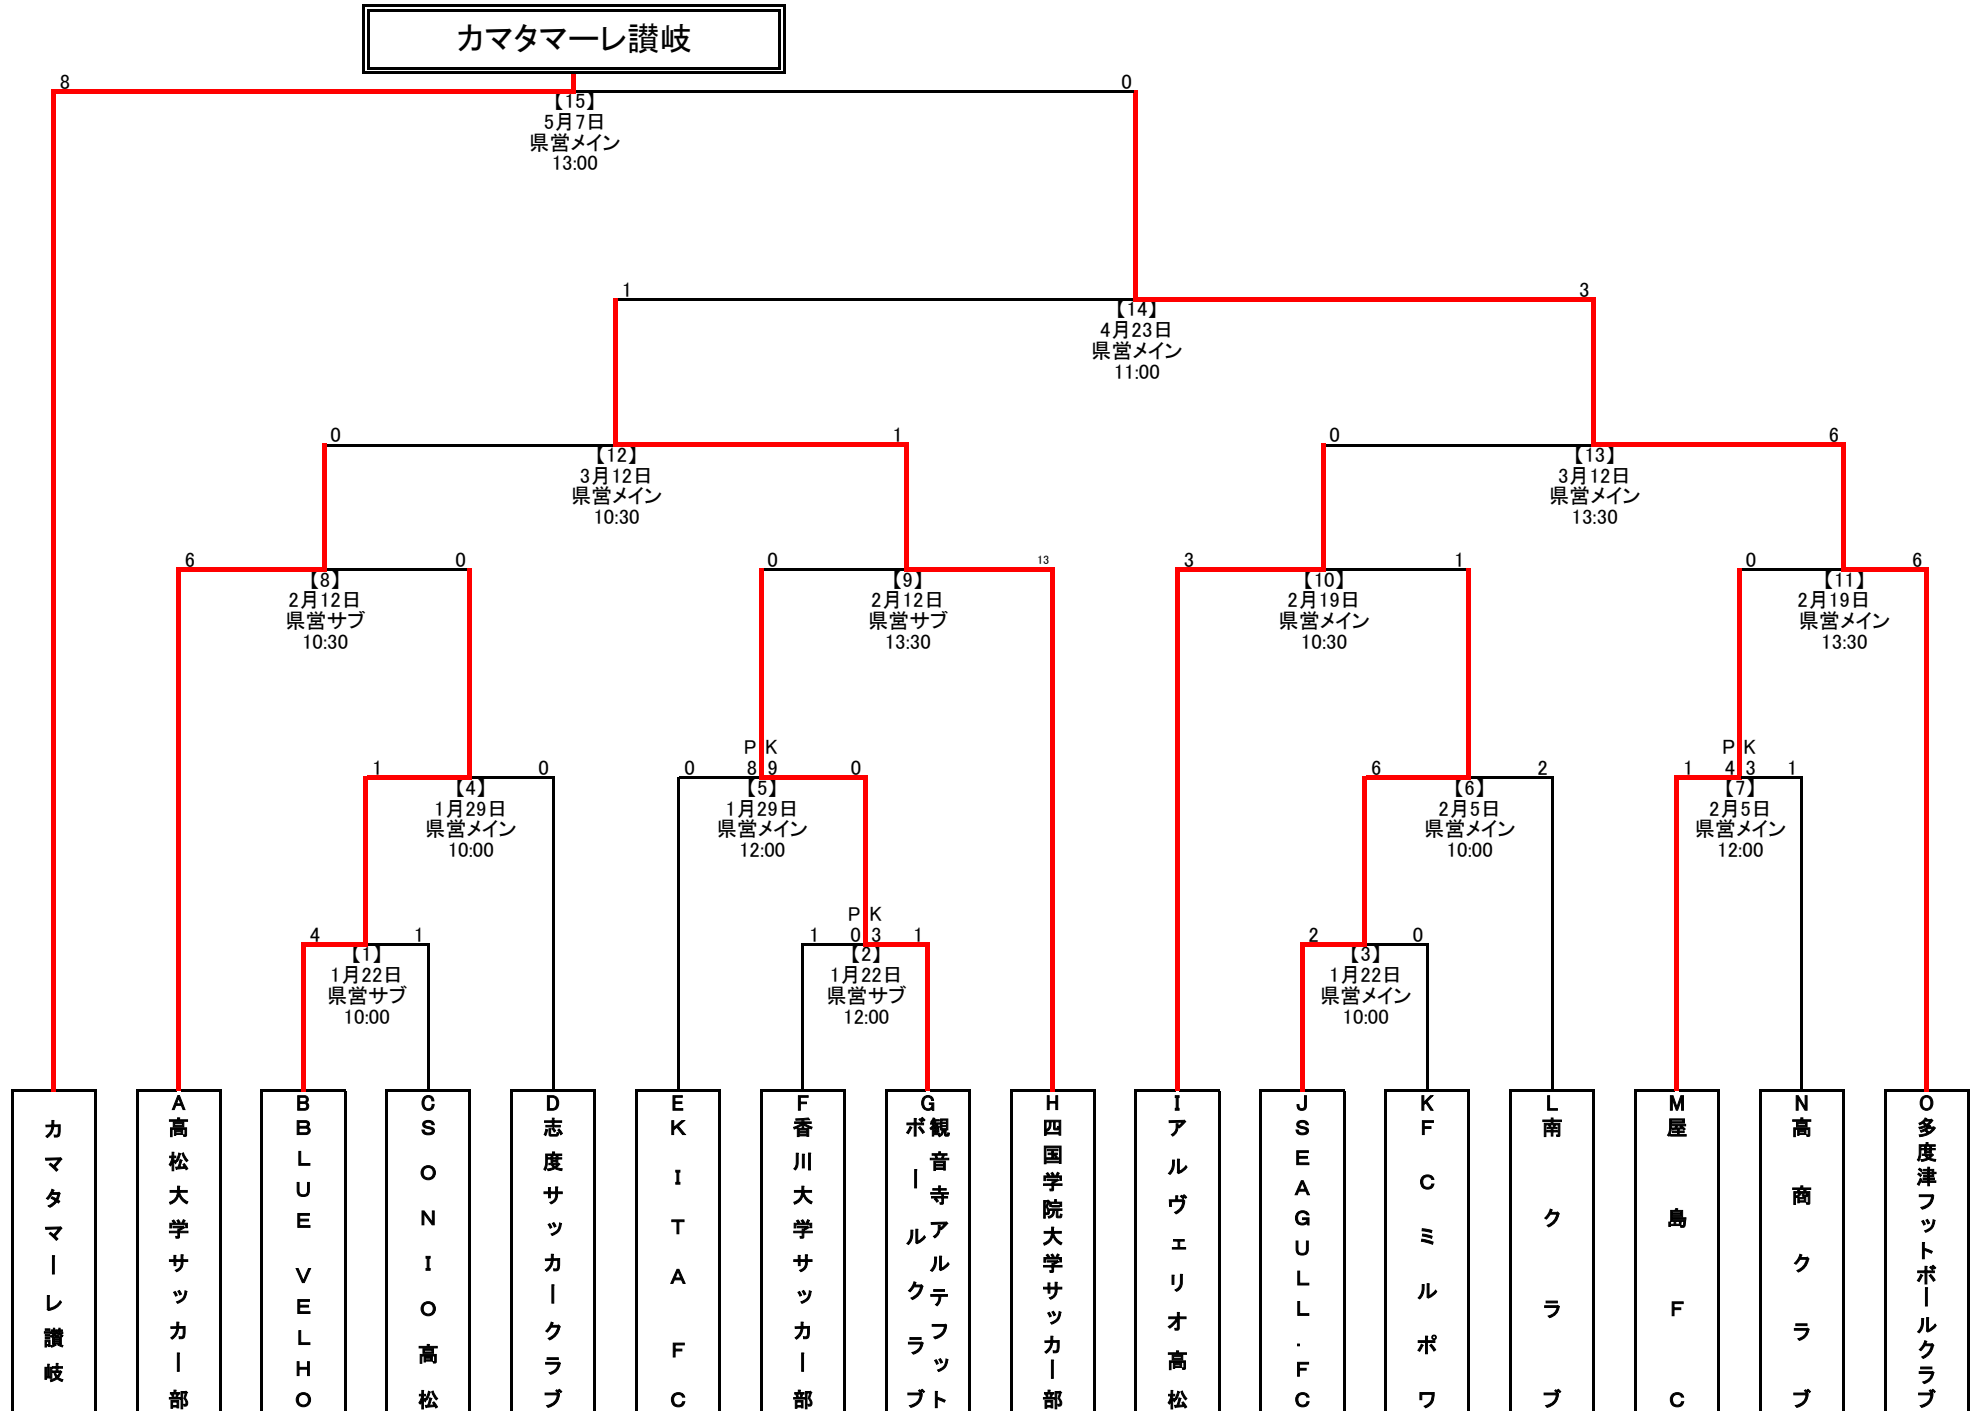 カマタマーレ讃岐
8
0
【15】
5月7日
県営メイン
13:00
1
3
【14】
4月23日
県営メイン
11:00
0
1
【12】
3月12日
県営メイン
10:30
0
6
【13】
3月12日
県営メイン
13:30
6
0
【8】
2月12日
県営サブ
10:30
0
13
【9】
2月12日
県営サブ
13:30
3
1
【10】
2月19日
県営メイン
10:30
0
6
【11】
2月19日
県営メイン
13:30
1
0
【4】
1月29日
県営メイン
10:00
PK
0
8 9
0
【5】
1月29日
県営メイン
12:00
6
2
【6】
2月5日
県営メイン
10:00
PK
1
4 3
1
【7】
2月5日
県営メイン
12:00
4
1
【1】
1月22日
県営サブ
10:00
PK
1
0 3
1
【2】
1月22日
県営サブ
12:00
2
0
【3】
1月22日
県営メイン
10:00
カマタマーレ讃岐
A
高松大学サッカー部
B
BLUE VELHO
C
SONIO高松
D
志度サッカークラブ
E
KITA FC
F
香川大学サッカー部
G
観音寺アルテフット
ボールクラブ
H
四国学院大学サッカー部
I
アルヴェリオ高松
J
SEAGULL.FC
K
FCミルポワ
L
南クラブ
M
屋島FC
N
高商クラブ
O
多度津フットボールクラブ